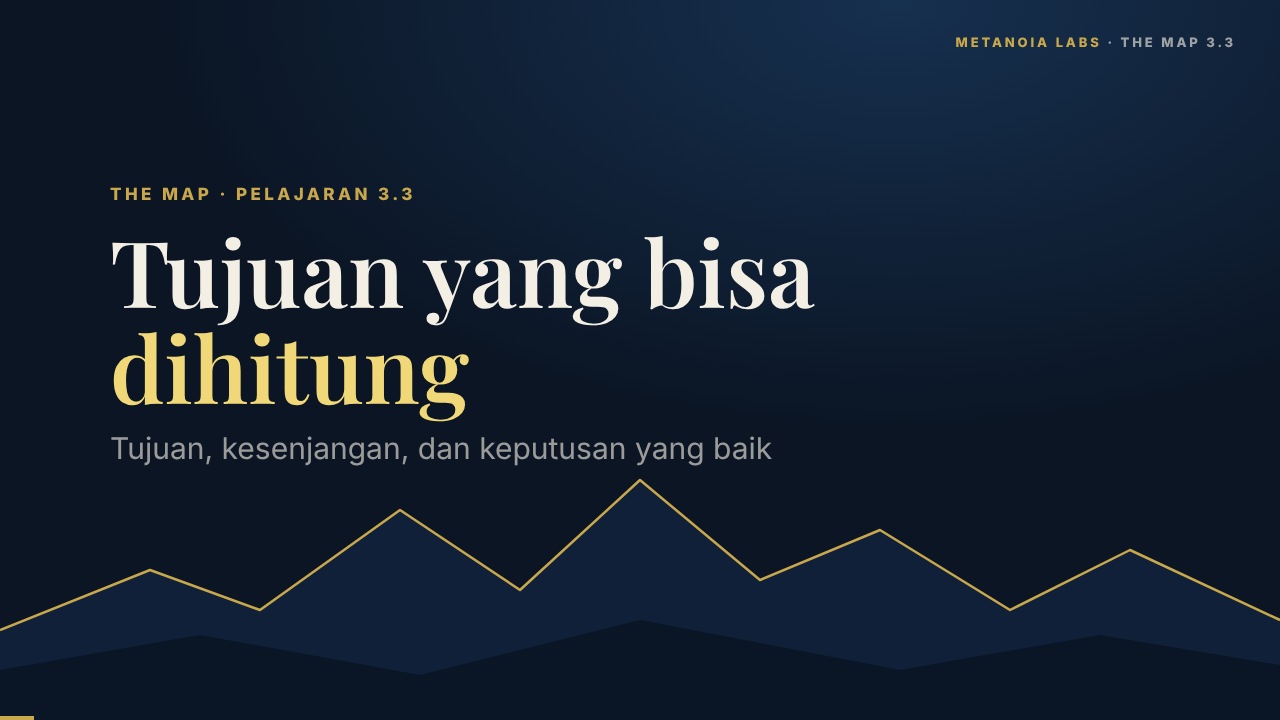 METANOIA LABS · THE MAP 3.3
THE MAP · PELAJARAN 3.3
Tujuan yang bisa
dihitung
Tujuan, kesenjangan, dan keputusan yang baik